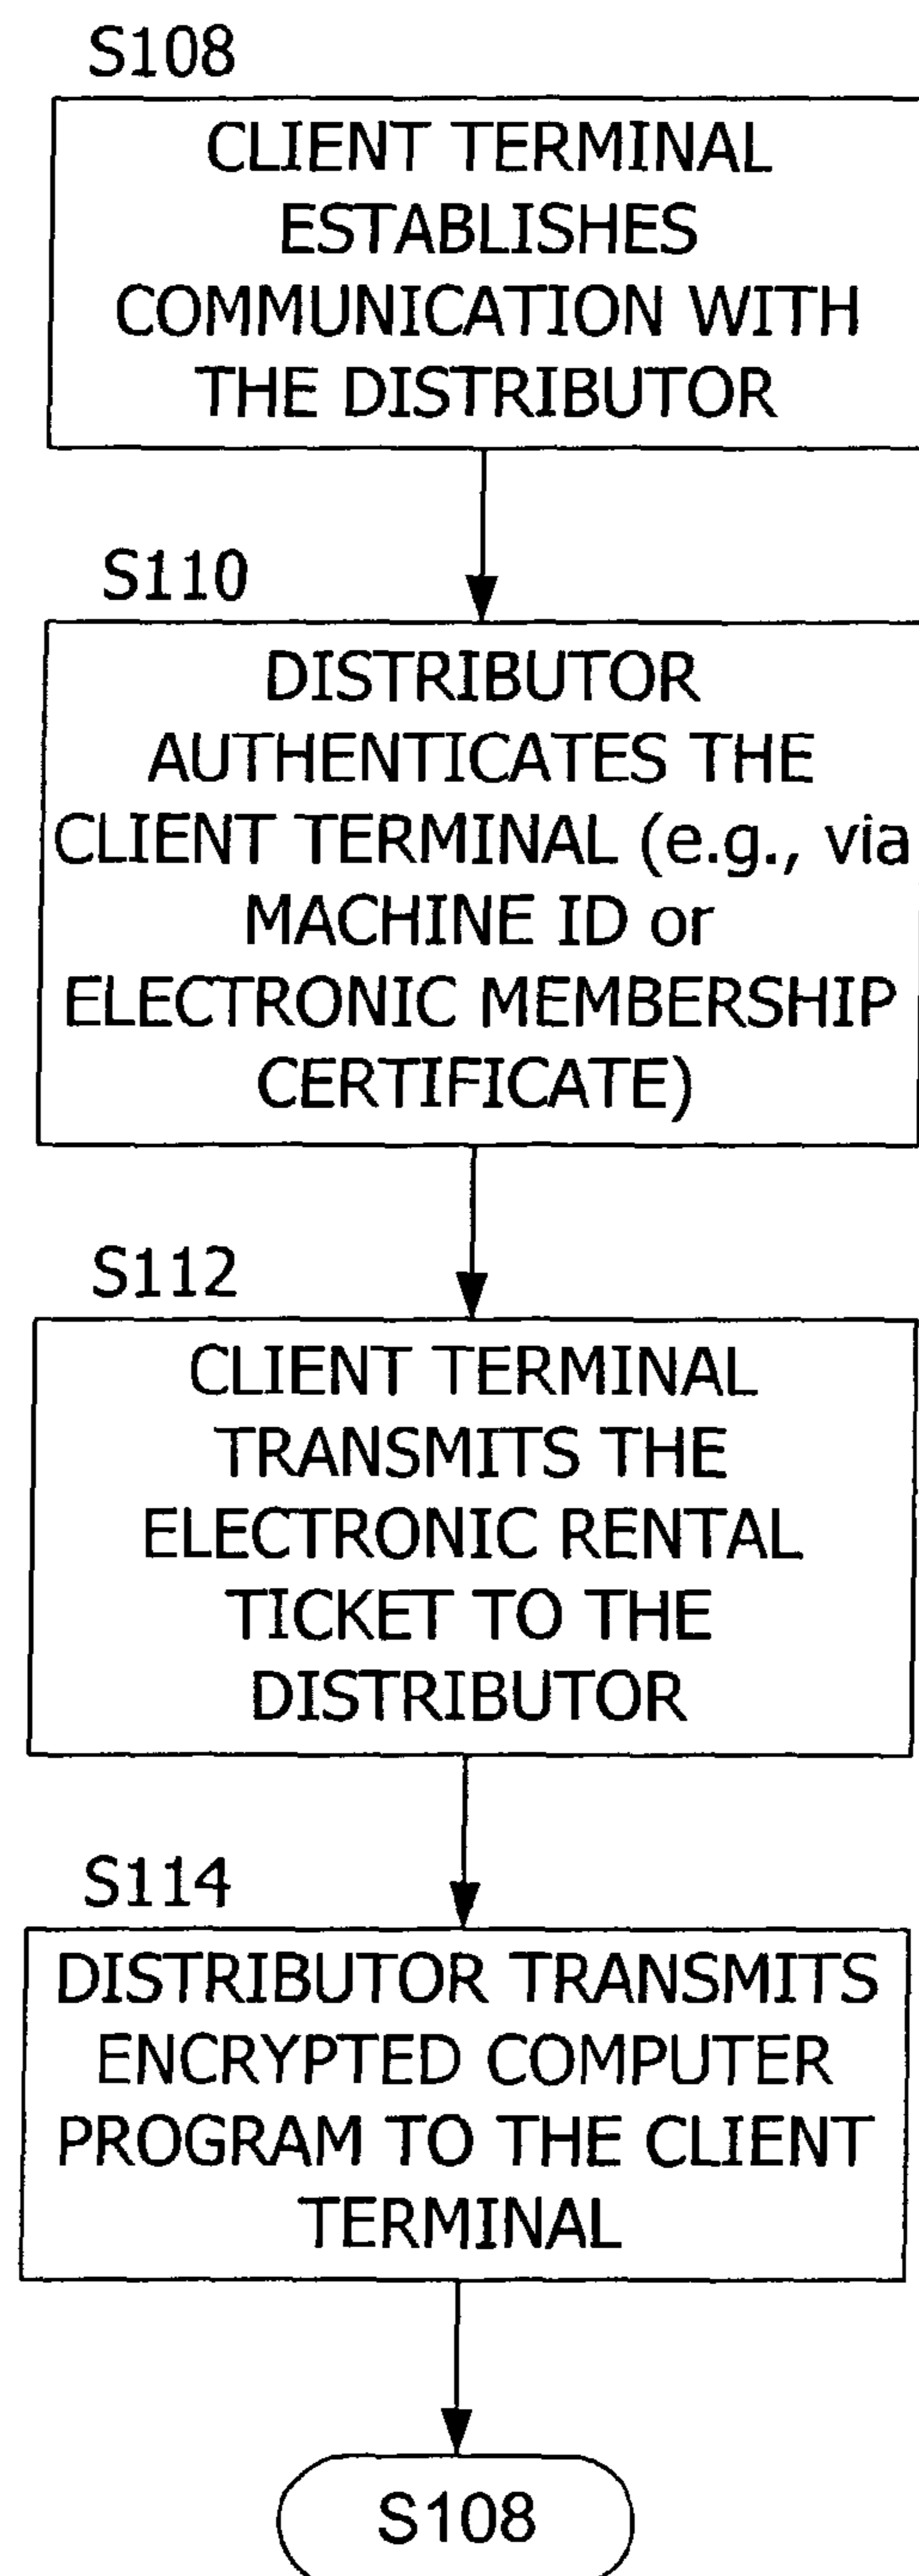 S108
CLIENT TERMINAL
ESTABLISHES
COMMUNICATION WITH
THE DISTRIBUTOR
S110
DISTRIBUTOR
AUTHENTICATES THE
CLIENT TERMINAL (e.g., via
MACHINE ID or
ELECTRONIC MEMBERSHIP
CERTIFICATE)
S112
CLIENT TERMINAL
TRANSMITS THE
ELECTRONIC RENTAL
TICKET TO THE
DISTRIBUTOR
S114
DISTRIBUTOR TRANSMITS
ENCRYPTED COMPUTER
PROGRAM TO THE CLIENT
TERMINAL
S108